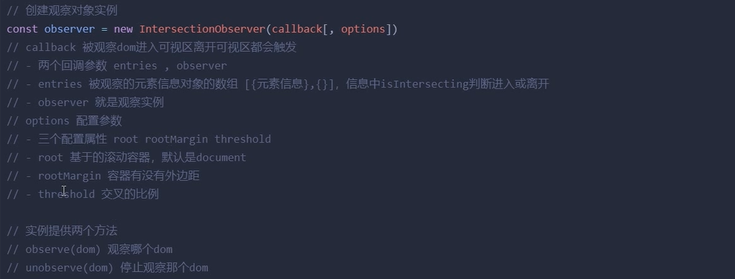 // 创建观察对象实例
const observer = new IntersectionObserver(callback[, options])
// callback 被观察dom进入可视区离开可视区都会触发
// - 两个回调参数 entries , observer
// - entries 被观察的元素信息对象的数组 [{元素信息},{}]，信息中isIntersecting判断进入或离开
// - observer 就是观察实例
// options 配置参数
// - 三个配置属性 root rootMargin threshold
// - root 基于的滚动容器，默认是document
// - rootMargin 容器有没有外边距
// - threshold 交叉的比例
// 实例提供两个方法
// observe(dom) 观察哪个dom
// unobserve(dom) 停止观察那个dom